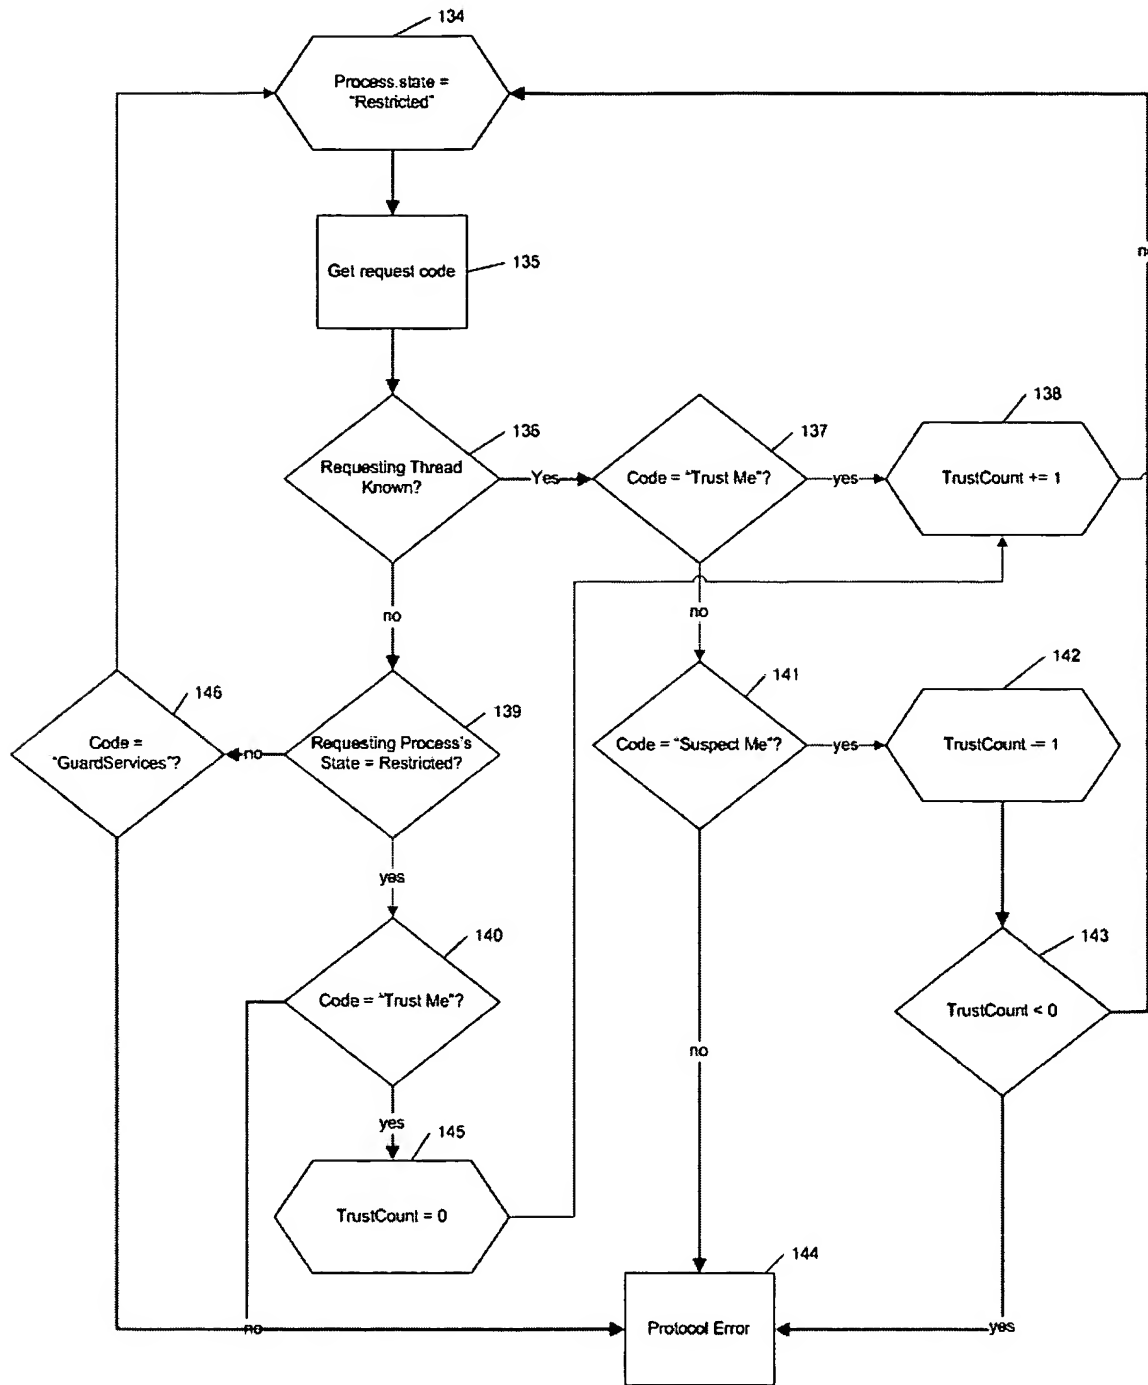 134
Process.state =
"Restricted"
Get request code
135
no
136
Requesting Thread
Known?
Yes
137
Code = "Trust Me"?
yes
138
TrustCount += 1
no
no
146
Code =
"GuardServices"?
no
139
Requesting Process's
State = Restricted?
141
Code = "Suspect Me"?
yes
142
TrustCount -= 1
yes
140
Code = "Trust Me"?
143
TrustCount < 0
no
yes
145
TrustCount = 0
144
Protocol Error
no
yes